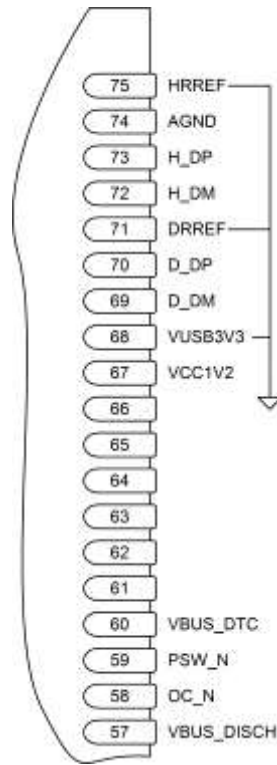 75 HRREF
74 AGND
73 H_DP
72 H_DM
71 DRREF
70 D_DP
69 D_DM
68 VUSB3V3
67 VCC1V2
66
65
64
63
62
61
60 VBUS_DTC
59 PSW_N
58 OC_N
57 VBUS_DISCH